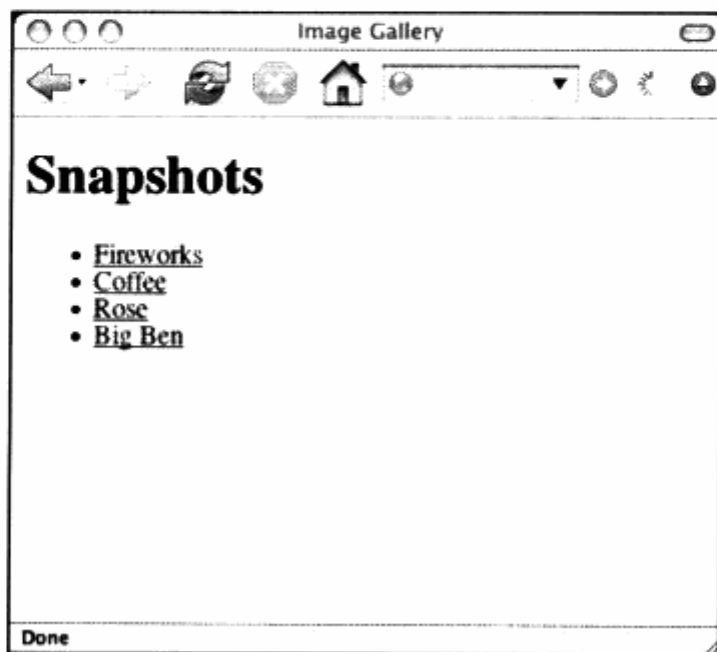 Image Gallery
Snapshots
• Fireworks
• Coffee
• Rose
• Big Ben
Done